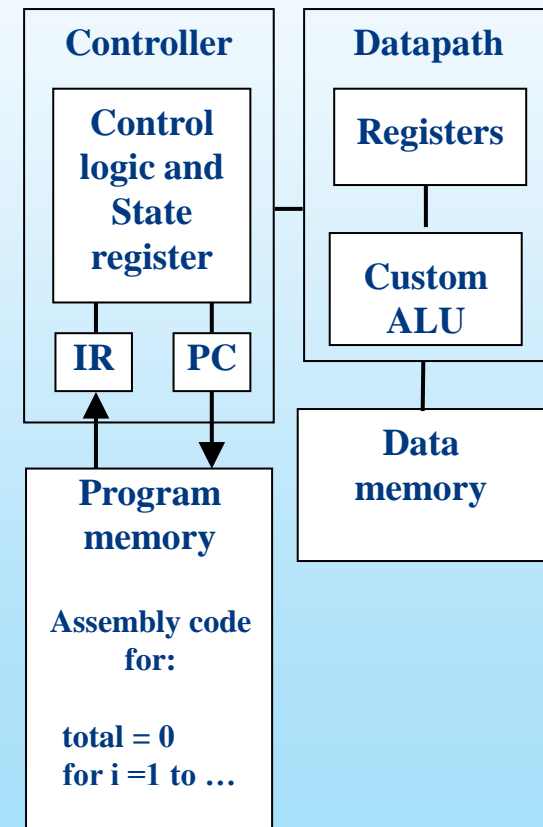 Controller
Control
logic and
State
register
IR
PC
Datapath
Registers
Custom
ALU
Data
memory
Program
memory
Assembly code
for:
total = 0
for i =1 to …